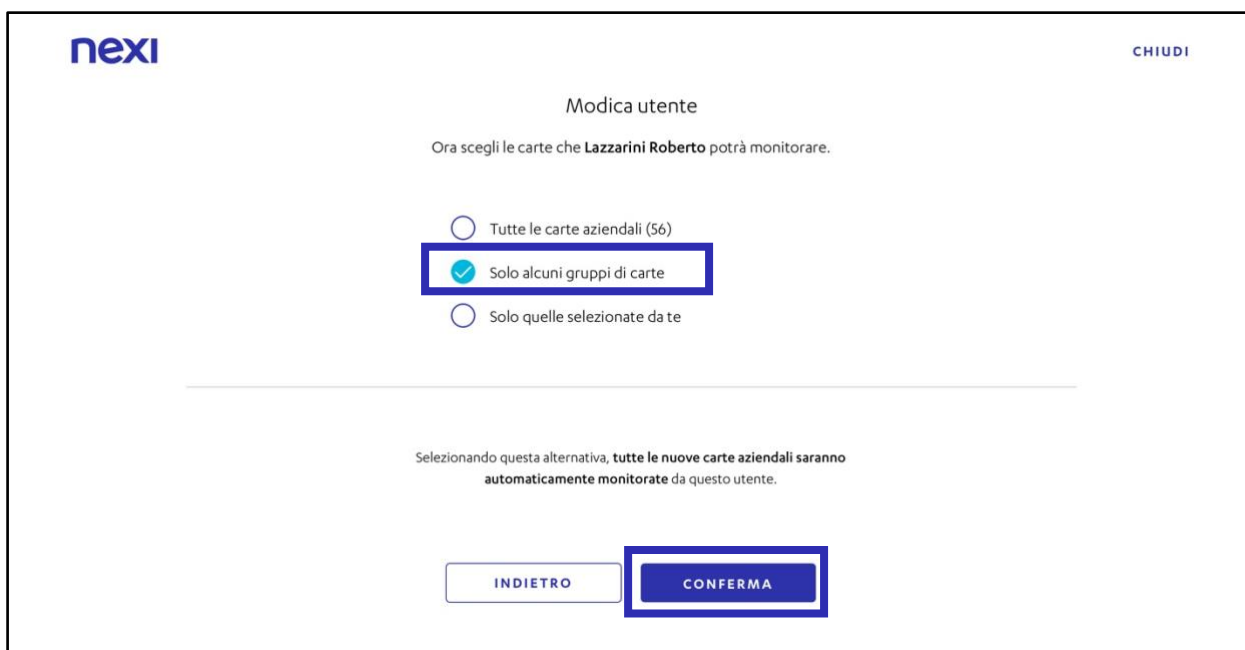 nexi
CHIUDI
Modica utente
Ora scegli le carte che Lazzarini Roberto potrà monitorare.
Tutte le carte aziendali (56)
Solo alcuni gruppi di carte
Solo quelle selezionate da te
Selezionando questa alternativa, tutte le nuove carte aziendali saranno
automaticamente monitorate da questo utente.
INDIETRO
CONFERMA